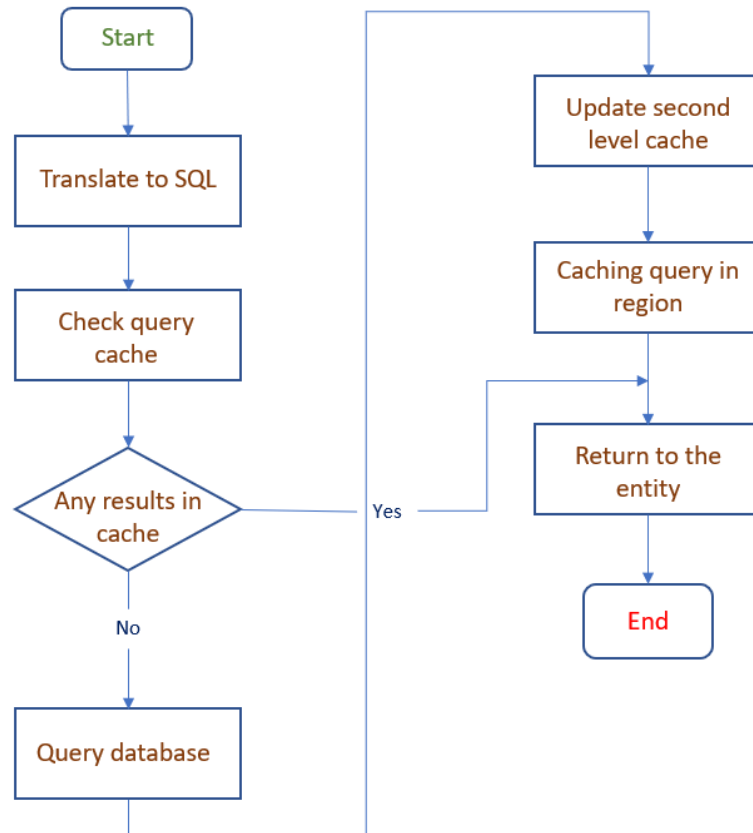 Start
Translate to SQL
Check query
cache
Any results in
cache
Yes
No
Query database
Update second
level cache
Caching query in
region
Return to the
entity
End